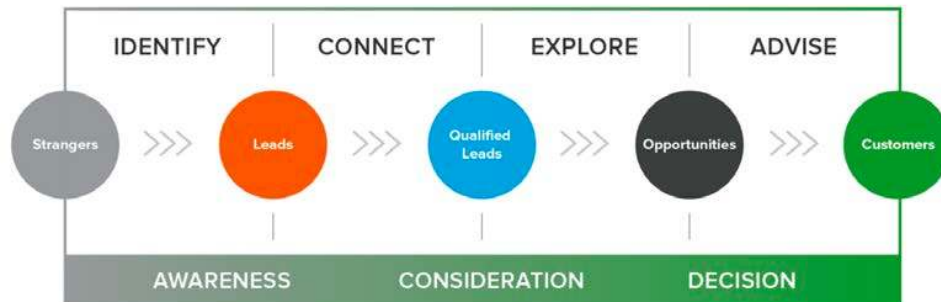 IDENTIFY CONNECT EXPLORE ADVISE
Strangers Leads Qualified Leads Opportunities Customers
AWARENESS CONSIDERATION DECISION